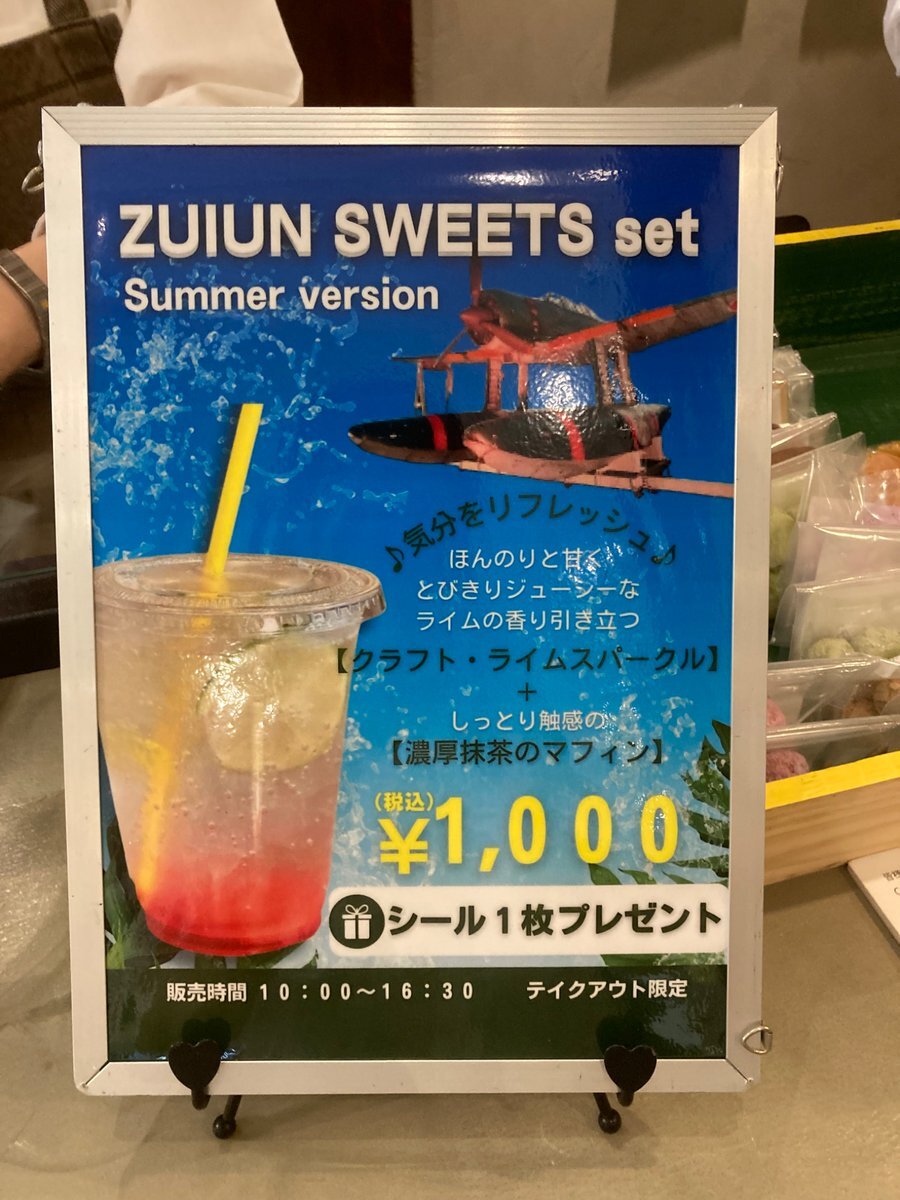 ZUIUN SWEETS set
Summer version
♪気分をリフレッシュ♪
ほんのりと甘く
とびきりジューシーな
ライムの香り引き立つ
【クラフト・ライムスパークル】
+
しっとり触感の
【濃厚抹茶のマフィン】
(税込)
¥1,000
シール1枚プレゼント
販売時間 10:00～16:30 テイクアウト限定